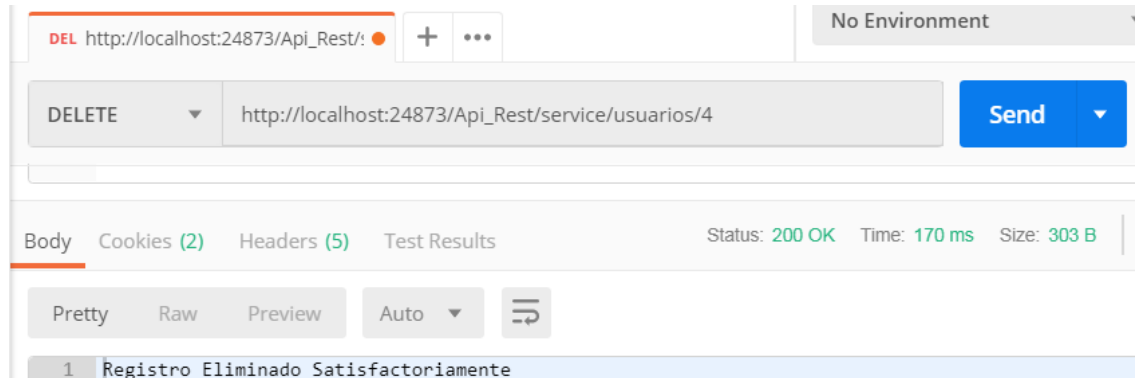 DEL http://localhost:24873/Api_Rest/s
No Environment
DELETE http://localhost:24873/Api_Rest/service/usuarios/4 Send
Body Cookies (2) Headers (5) Test Results Status: 200 OK Time: 170 ms Size: 303 B
Pretty Raw Preview Auto
1 Registro Eliminado Satisfactoriamente